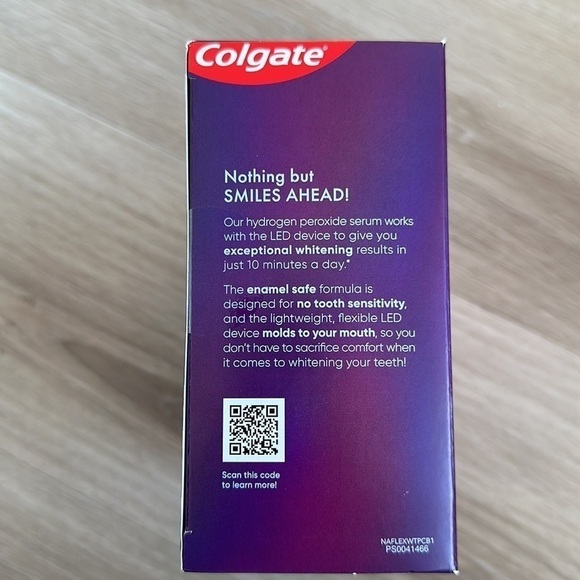 Colgate®
Nothing but
SMILES AHEAD!
Our hydrogen peroxide serum works
with the LED device to give you
exceptional whitening results in
just 10 minutes a day.*
The enamel safe formula is
designed for no tooth sensitivity,
and the lightweight, flexible LED
device molds to your mouth, so you
don't have to sacrifice comfort when
it comes to whitening your teeth!
Scan this code
to learn more!
NAFLEXWTPCB1
PS0041466